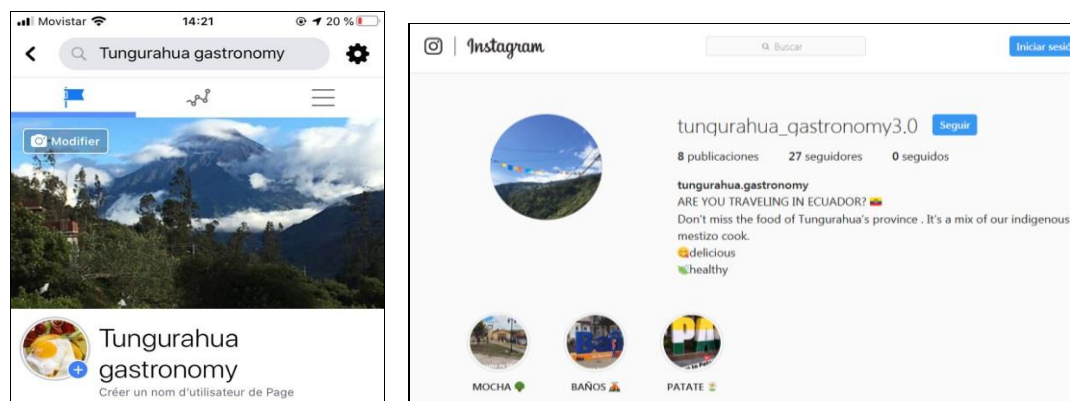 Movistar 14:21 20 %
Tungurahua gastronomy
Modifier
Tungurahua
gastronomy
Créer un nom d'utilisateur de Page
Instagram Buscar Iniciar sesió
tungurahua_gastronomy3.0 Seguir
8 publicaciones 27 seguidores 0 seguidos
tungurahua.gastronomy
ARE YOU TRAVELING IN ECUADOR? 🇪🇨
Don't miss the food of Tungurahua's province . It's a mix of our indigenous
mestizo cook.
😋delicious
🍃healthy
MOCHA🌳 BAÑOS🌋 PATATE